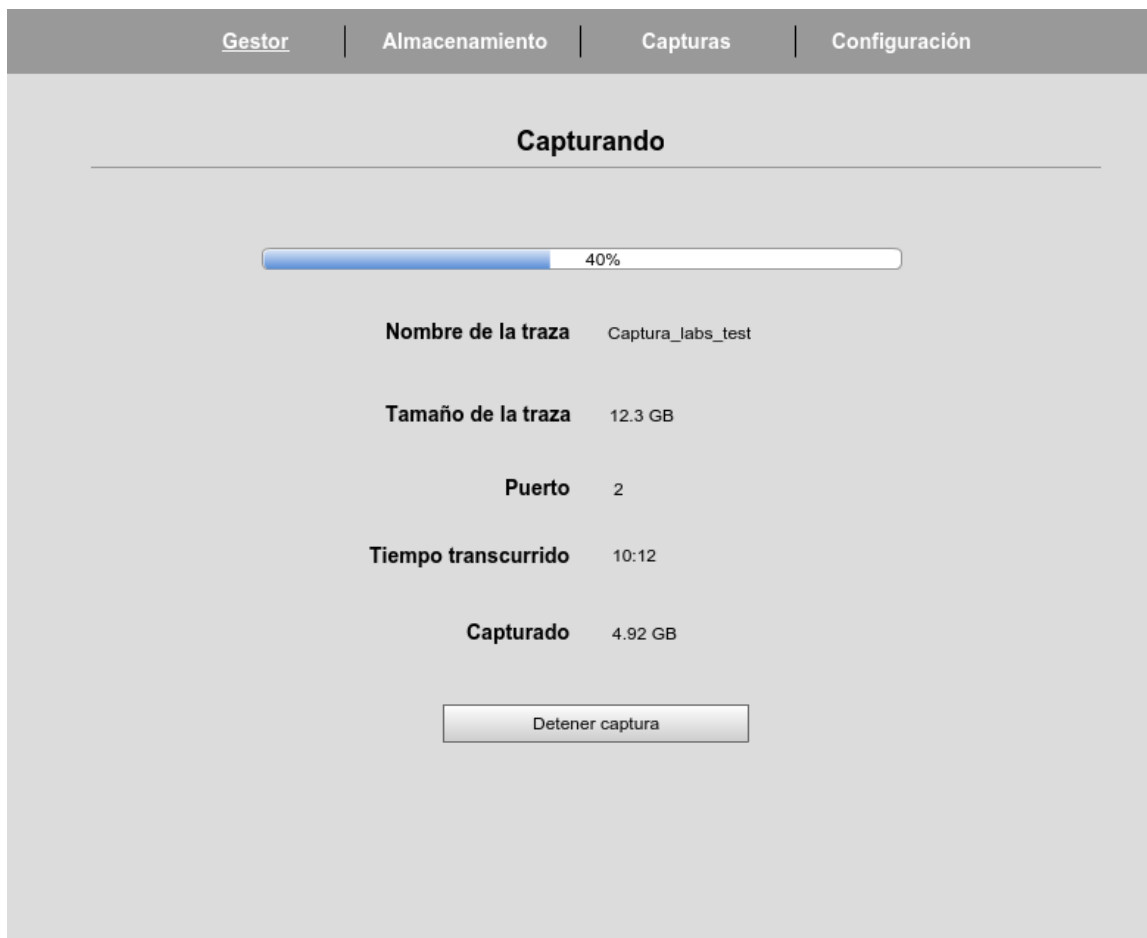 Gestor Almacenamiento Capturas Configuración
Capturando
40%
Nombre de la traza Captura_labs_test
Tamaño de la traza 12.3 GB
Puerto 2
Tiempo transcurrido 10:12
Capturado 4.92 GB
Detener captura